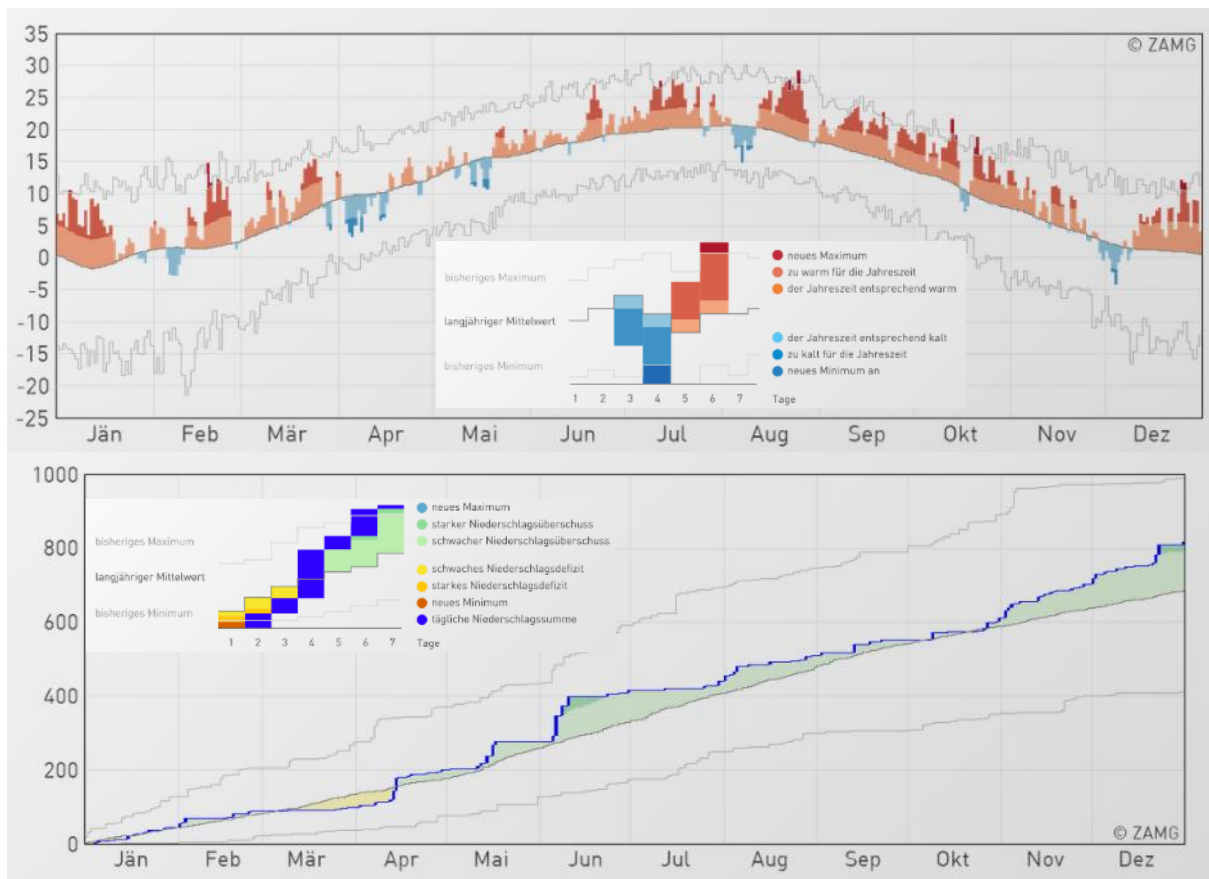 35
© ZAMG
30
25
20
15
10
5
0
-5
-10
-15
-20
-25
bisheriges Maximum
langjähriger Mittelwert
bisheriges Minimum
neues Maximum
zu warm für die Jahreszeit
der Jahreszeit entsprechend warm
der Jahreszeit entsprechend kalt
zu kalt für die Jahreszeit
neues Minimum an
1 2 3 4 5 6 7 Tage
Jän Feb Mär Apr Mai Jun Jul Aug Sep Okt Nov Dez
1000
800
600
400
200
0
bisheriges Maximum
langjähriger Mittelwert
bisheriges Minimum
neues Maximum
starker Niederschlagsüberschuss
schwacher Niederschlagsüberschuss
schwaches Niederschlagsdefizit
starkes Niederschlagsdefizit
neues Minimum
tägliche Niederschlagssumme
1 2 3 4 5 6 7 Tage
© ZAMG
Jän Feb Mär Apr Mai Jun Jul Aug Sep Okt Nov Dez